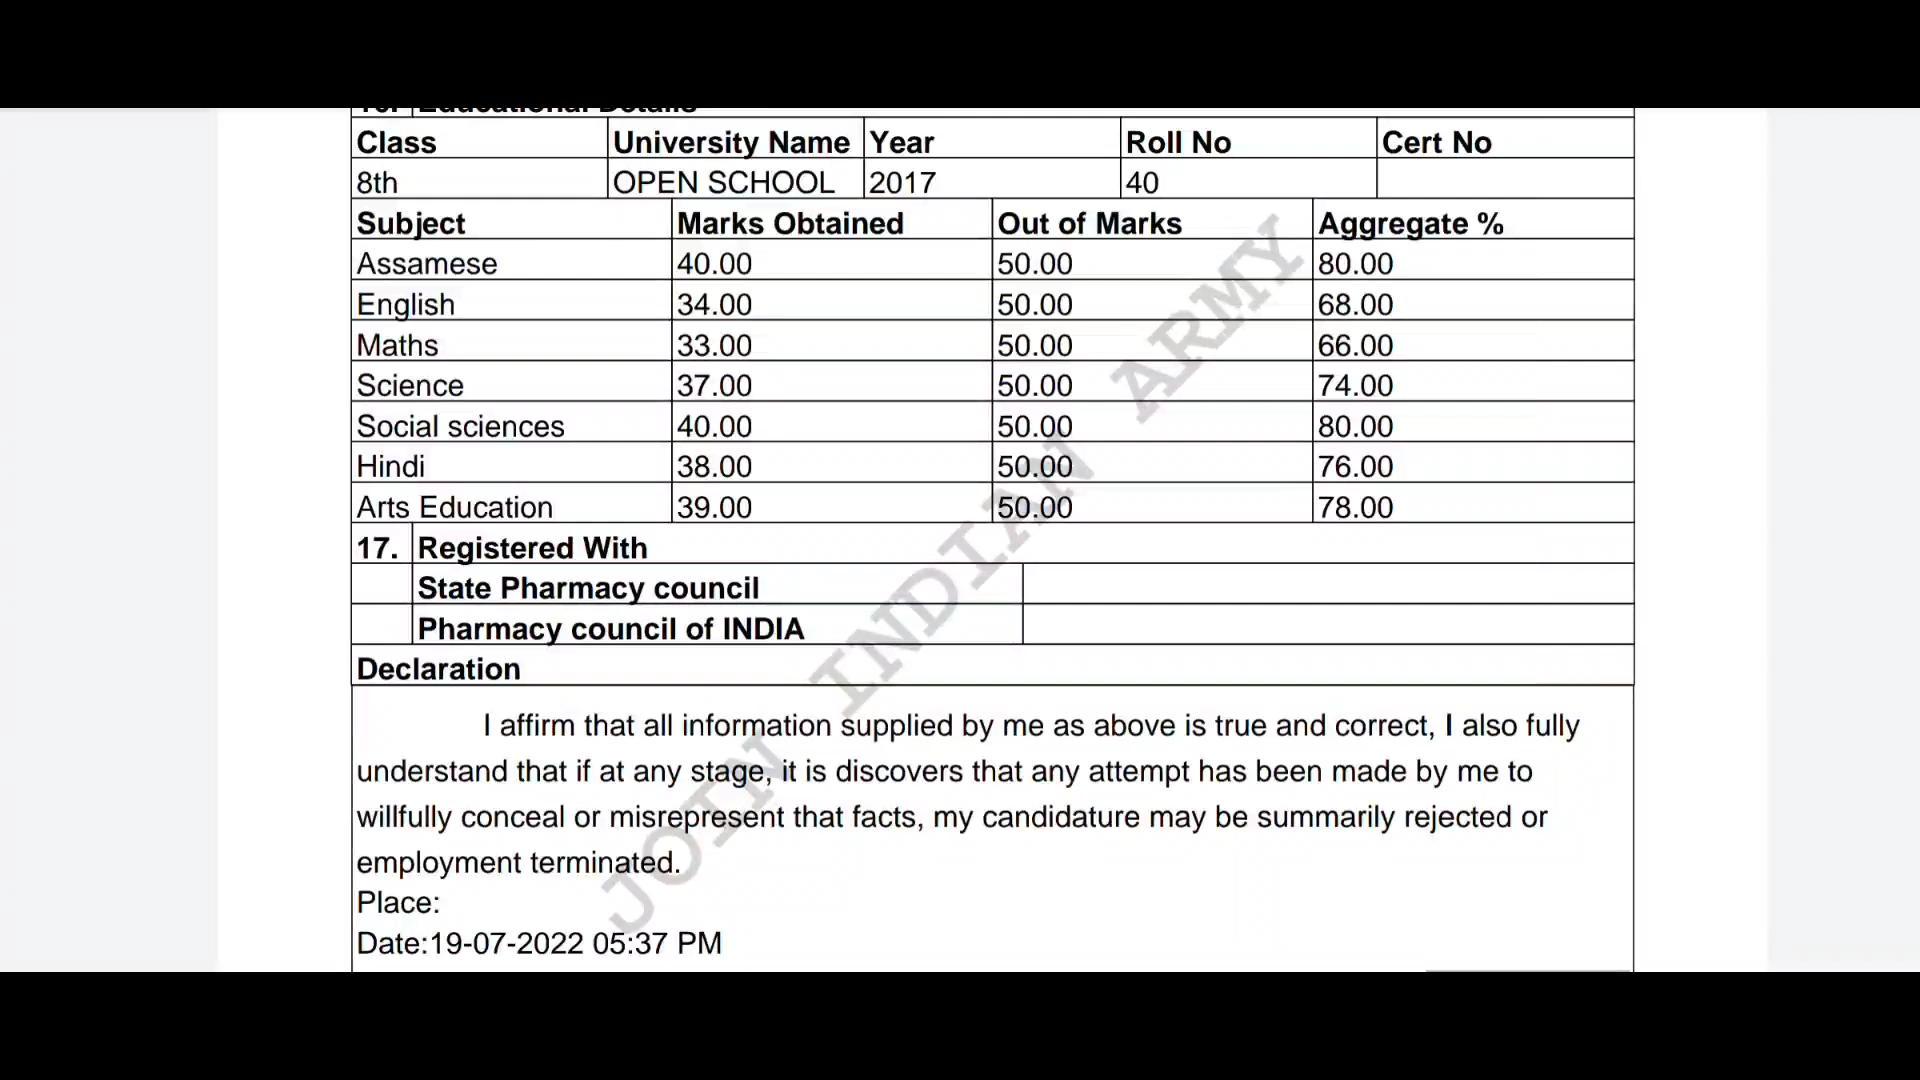 16. Educational Details
Class University Name Year Roll No Cert No
8th OPEN SCHOOL 2017 40
Subject Marks Obtained Out of Marks Aggregate %
Assamese 40.00 50.00 80.00
English 34.00 50.00 68.00
Maths 33.00 50.00 66.00
Science 37.00 50.00 74.00
Social sciences 40.00 50.00 80.00
Hindi 38.00 50.00 76.00
Arts Education 39.00 50.00 78.00
17. Registered With
State Pharmacy council
Pharmacy council of INDIA
Declaration
I affirm that all information supplied by me as above is true and correct, I also fully
understand that if at any stage, it is discovers that any attempt has been made by me to
willfully conceal or misrepresent that facts, my candidature may be summarily rejected or
employment terminated.
Place:
Date:19-07-2022 05:37 PM
JOIN INDIAN ARMY